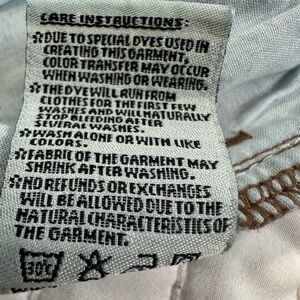 CARE INSTRUCTIONS:
☆DUE TO SPECIAL DYES USED IN
CREATING THIS GARMENT,
COLOR TRANSFER MAY OCCUR
WHEN WASHING OR WEARING.
☆THE DYE WILL RUN FROM
CLOTHES FOR THE FIRST FEW
WASHES AND WILL NATURALLY
STOP BLEEDING AFTER
SEVERAL WASHES.
☆WASH ALONE OR WITH LIKE
COLORS.
☆FABRIC OF THE GARMENT MAY
SHRINK AFTER WASHING.
☆NO REFUNDS OR EXCHANGES
WILL BE ALLOWED DUE TO THE
NATURAL CHARACTERISTICS OF
THE GARMENT.
30°C